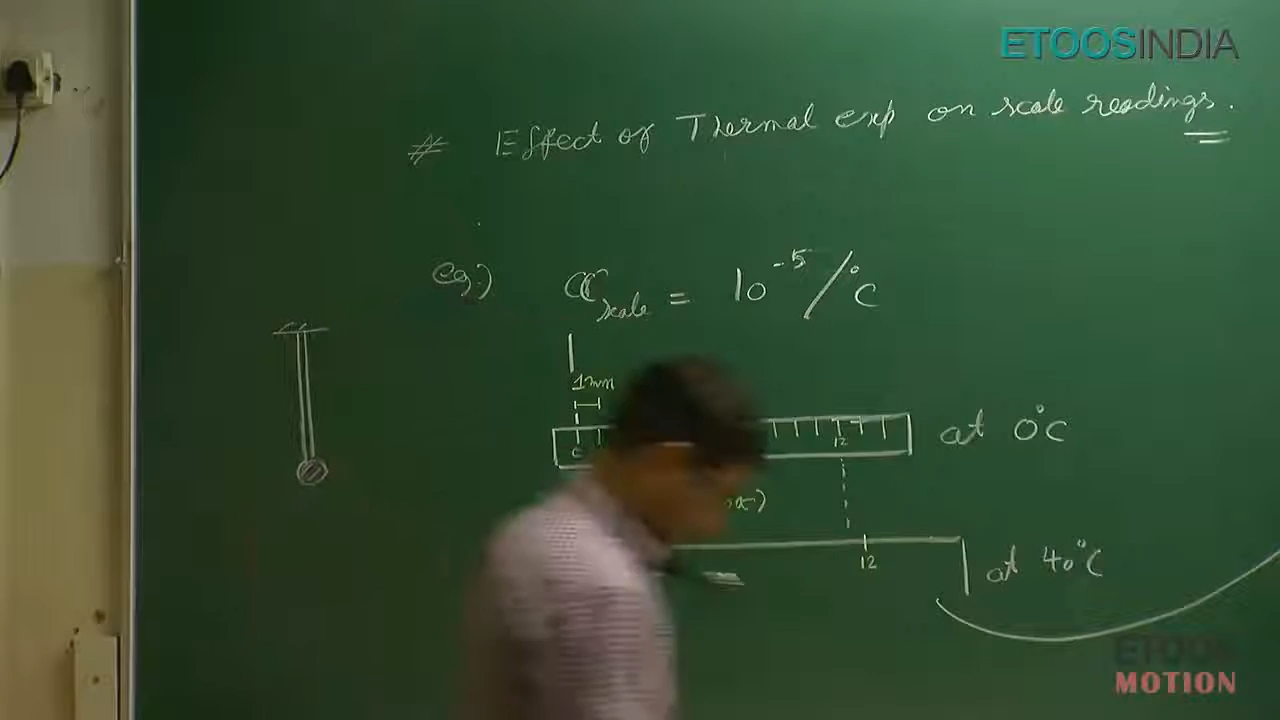 ETOOSINDIA
# Effect of Thermal exp on scale readings.
eg.) α scale = 10⁻⁵/°C
1mm
12
at 0°C
12
at 40°C
ETOOS
MOTION